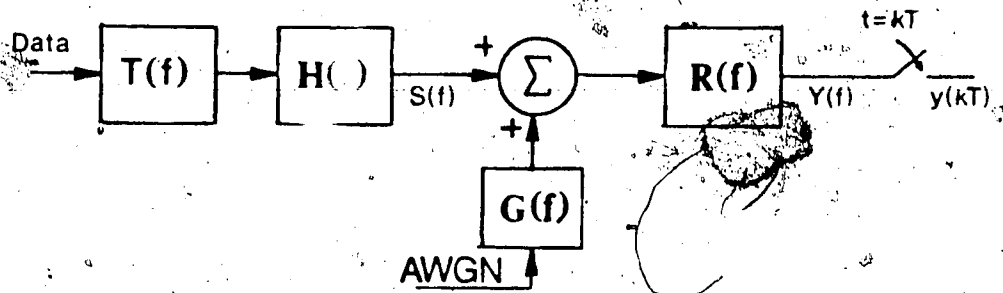 t=kT
Data
T(f)
H( )
S(f)
+
Σ
+
R(f)
Y(f)
y(kT)
G(f)
AWGN